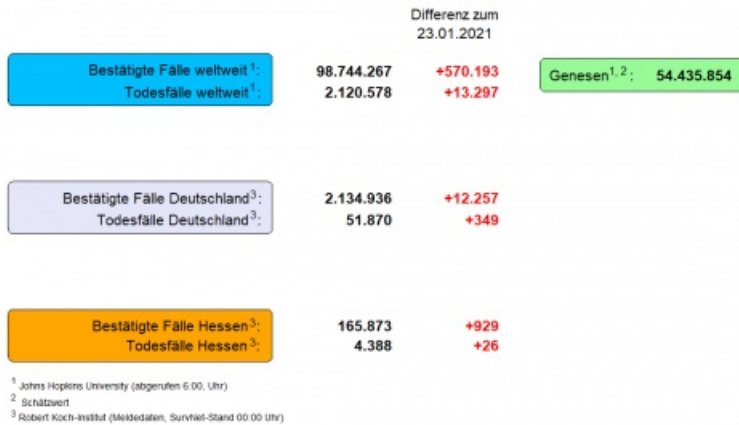 Differenz zum
23.01.2021
Bestätigte Fälle weltweit¹: 98.744.267 +570.193 Genesen¹,²: 54.435.854
Todesfälle weltweit¹: 2.120.578 +13.297
Bestätigte Fälle Deutschland³: 2.134.936 +12.257
Todesfälle Deutschland³: 51.870 +349
Bestätigte Fälle Hessen³: 165.873 +929
Todesfälle Hessen³: 4.388 +26
¹ Johns Hopkins University (abgerufen 6:00, Uhr)
² Schätzwert
³ Robert Koch-Institut (Meldedaten, SurvNet-Stand 00:00 Uhr)